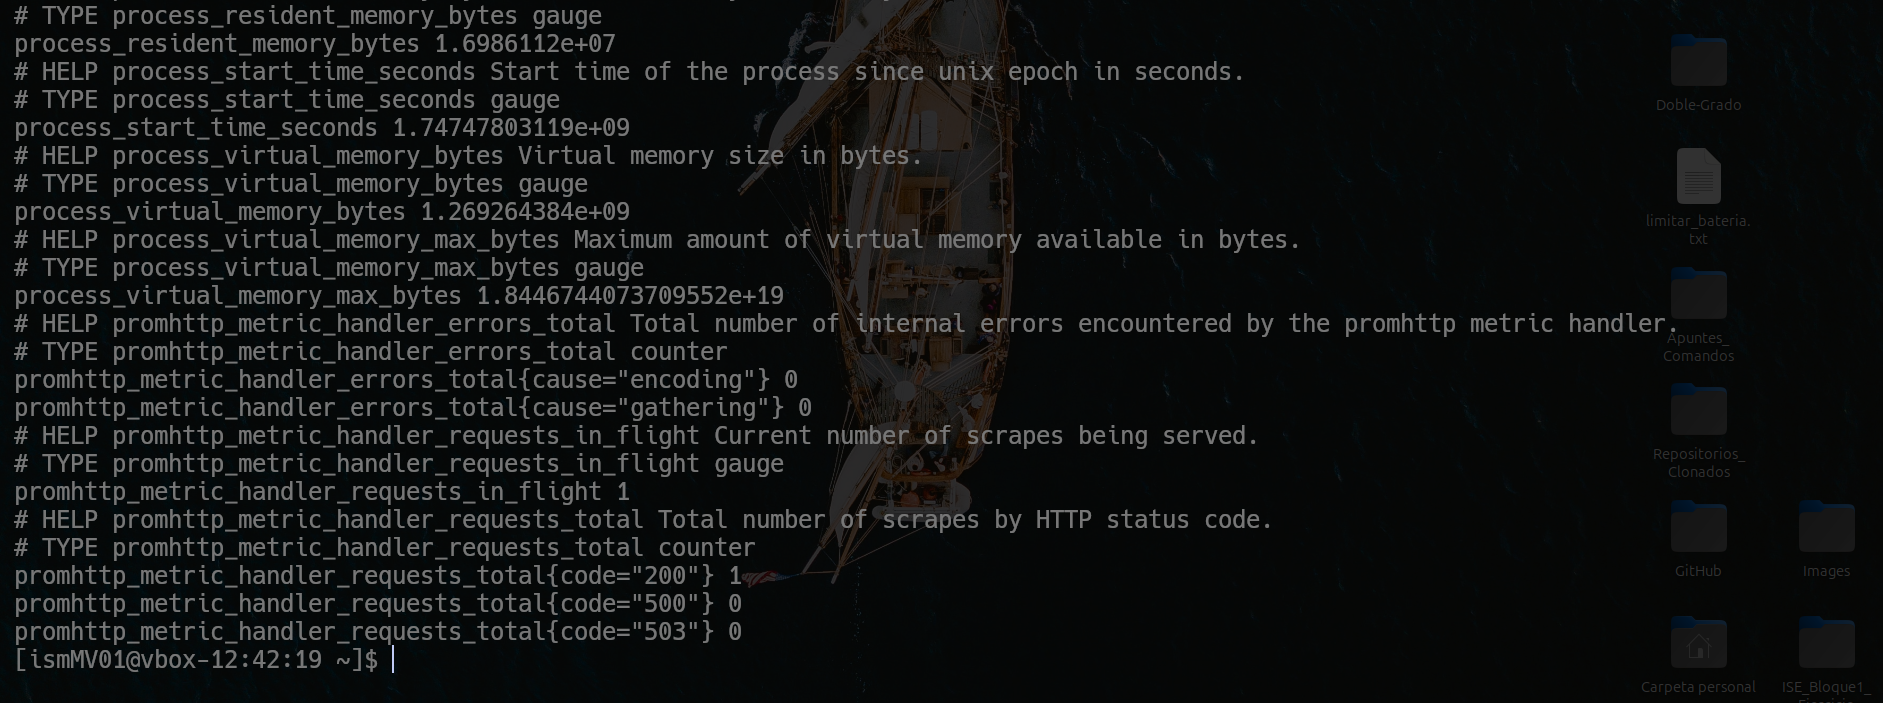 # TYPE process_resident_memory_bytes gauge
process_resident_memory_bytes 1.6986112e+07
# HELP process_start_time_seconds Start time of the process since unix epoch in seconds.
# TYPE process_start_time_seconds gauge
process_start_time_seconds 1.74747803119e+09
# HELP process_virtual_memory_bytes Virtual memory size in bytes.
# TYPE process_virtual_memory_bytes gauge
process_virtual_memory_bytes 1.269264384e+09
# HELP process_virtual_memory_max_bytes Maximum amount of virtual memory available in bytes.
# TYPE process_virtual_memory_max_bytes gauge
process_virtual_memory_max_bytes 1.8446744073709552e+19
# HELP promhttp_metric_handler_errors_total Total number of internal errors encountered by the promhttp metric handler.
# TYPE promhttp_metric_handler_errors_total counter
promhttp_metric_handler_errors_total{cause="encoding"} 0
promhttp_metric_handler_errors_total{cause="gathering"} 0
# HELP promhttp_metric_handler_requests_in_flight Current number of scrapes being served.
# TYPE promhttp_metric_handler_requests_in_flight gauge
promhttp_metric_handler_requests_in_flight 1
# HELP promhttp_metric_handler_requests_total Total number of scrapes by HTTP status code.
# TYPE promhttp_metric_handler_requests_total counter
promhttp_metric_handler_requests_total{code="200"} 1
promhttp_metric_handler_requests_total{code="500"} 0
promhttp_metric_handler_requests_total{code="503"} 0
[ismMV01@vbox-12:42:19 ~]$
Doble-Grado
limitar_bateria.
txt
Apuntes_
Comandos
Repositorios_
Clonados
GitHub
Images
Carpeta personal
ISE_Bloque1_